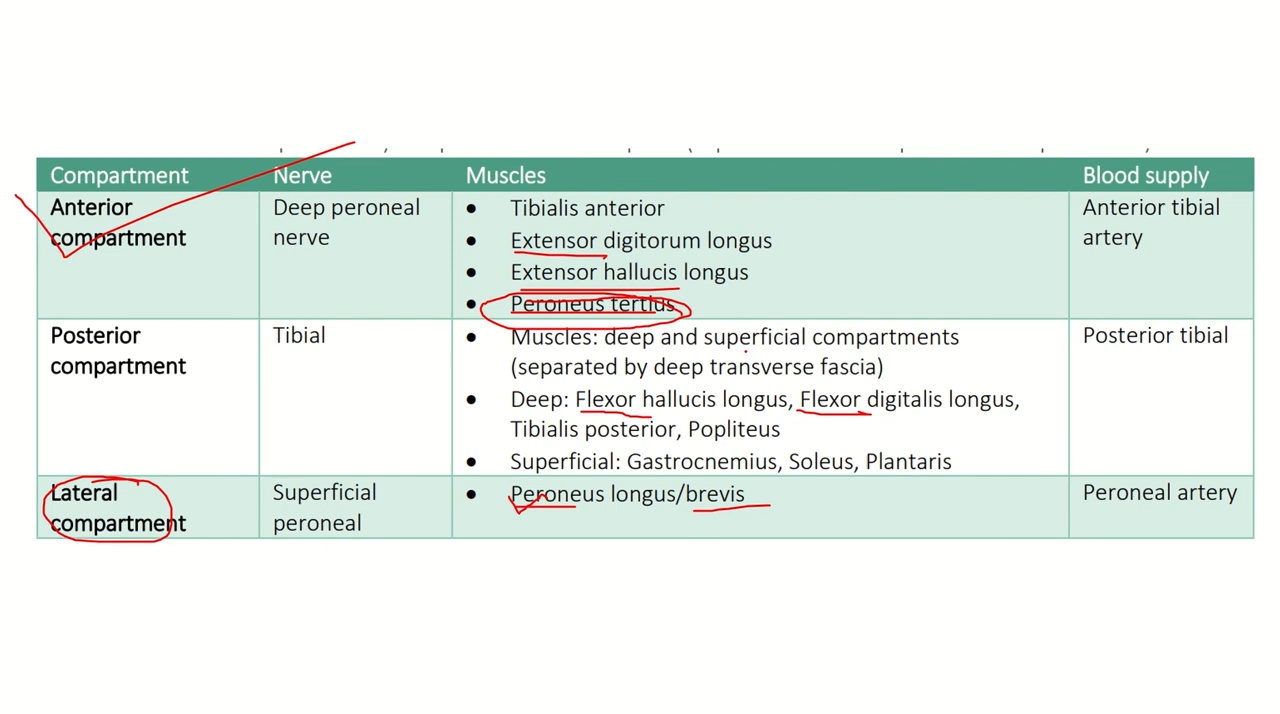 Compartment Nerve Muscles Blood supply
Anterior compartment Deep peroneal nerve Anterior tibial artery
• Tibialis anterior
• Extensor digitorum longus
• Extensor hallucis longus
• Peroneus tertius
Posterior compartment Tibial Posterior tibial
• Muscles: deep and superficial compartments
(separated by deep transverse fascia)
• Deep: Flexor hallucis longus, Flexor digitalis longus,
Tibialis posterior, Popliteus
• Superficial: Gastrocnemius, Soleus, Plantaris
Lateral compartment Superficial peroneal • Peroneus longus/brevis Peroneal artery